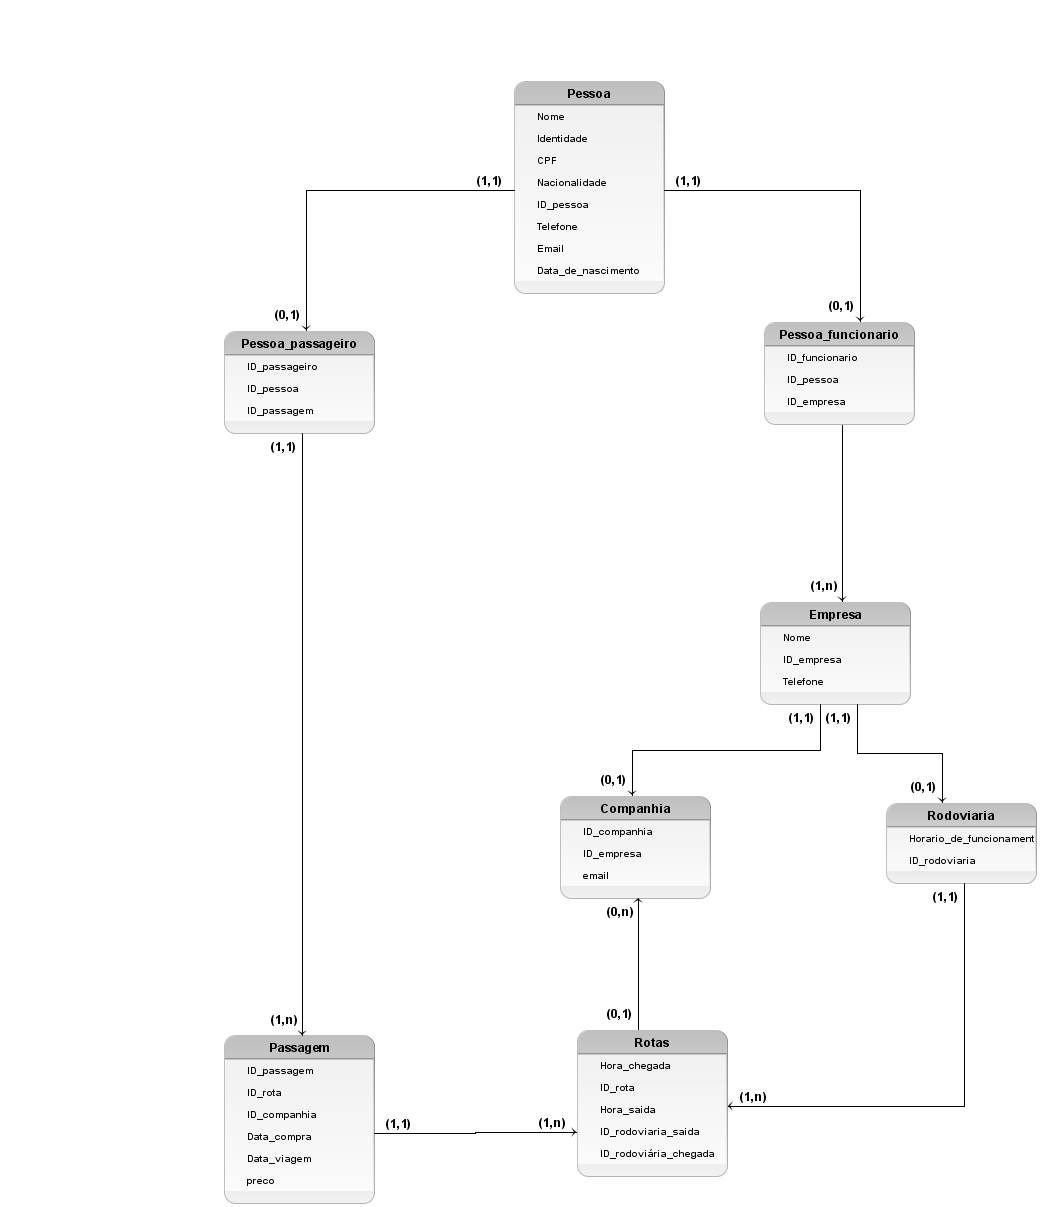 Pessoa
Nome
Identidade
CPF
Nacionalidade
ID_pessoa
Telefone
Email
Data_de_nascimento
(1,1)
(1,1)
(0,1)
(0,1)
Pessoa_passageiro
ID_passageiro
ID_pessoa
ID_passagem
(1,1)
Pessoa_funcionario
ID_funcionario
ID_pessoa
ID_empresa
(1,n)
Empresa
Nome
ID_empresa
Telefone
(1,1)
(1,1)
(0,1)
(0,1)
Companhia
ID_companhia
ID_empresa
email
(0,n)
Rodoviaria
Horario_de_funcionament
ID_rodoviaria
(1,1)
(1,n)
Passagem
ID_passagem
ID_rota
ID_companhia
Data_compra
Data_viagem
preco
(1,1)
(1,n)
(0,1)
Rotas
Hora_chegada
ID_rota
Hora_saida
ID_rodoviaria_saida
ID_rodoviária_chegada
(1,n)